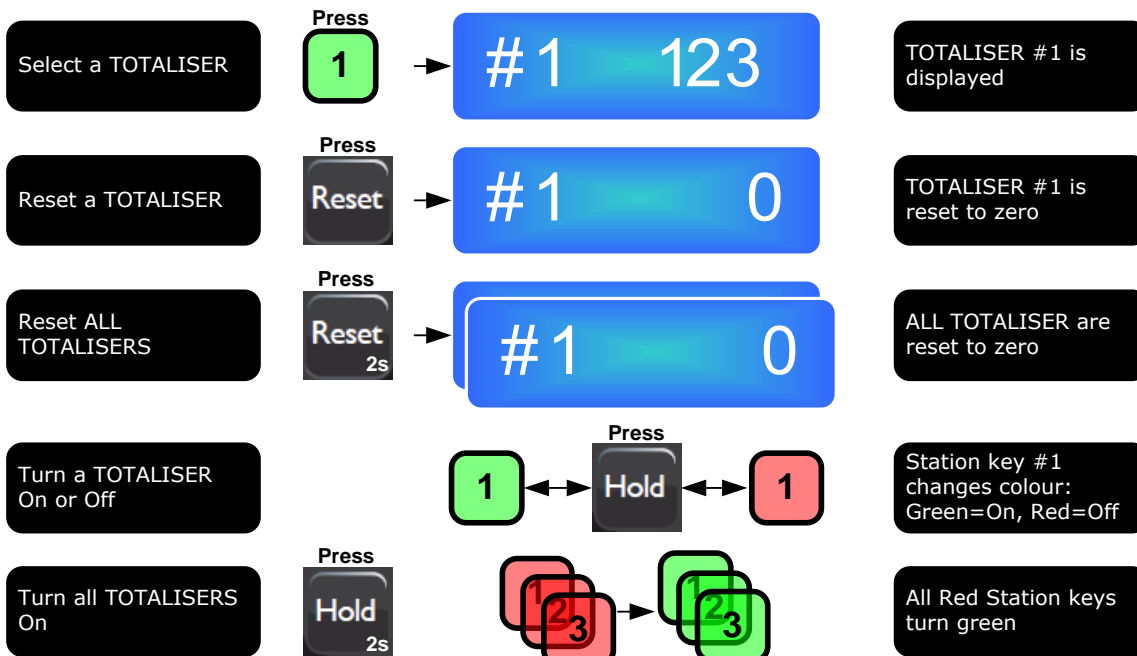 Press
Select a TOTALISER
1
#1 123
TOTALISER #1 is
displayed
Press
Reset a TOTALISER
Reset
#1 0
TOTALISER #1 is
reset to zero
Press
Reset ALL
TOTALISERS
Reset
2s
#1 0
ALL TOTALISER are
reset to zero
Press
Turn a TOTALISER
On or Off
1
Hold
1
Station key #1
changes colour:
Green=On, Red=Off
Press
Turn all TOTALISERS
On
Hold
2s
1
2
3
1
2
3
All Red Station keys
turn green